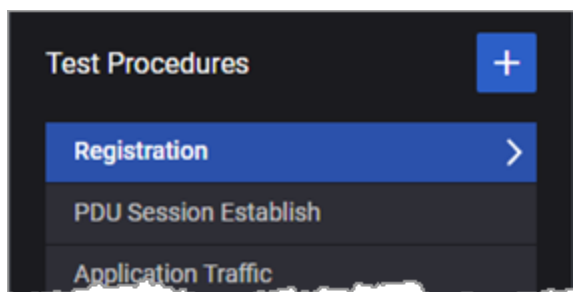 Test Procedures
Registration
PDU Session Establish
Application Traffic